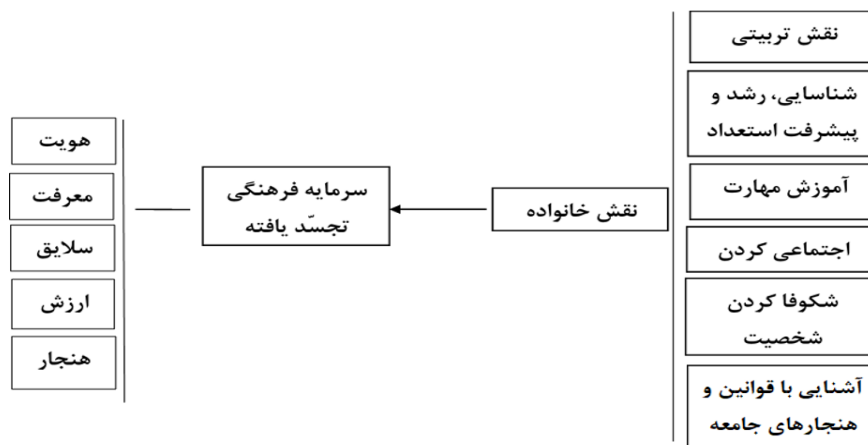 نقش تربیتی
شناسایی، رشد و
پیشرفت استعداد
آموزش مهارت
اجتماعی کردن
شکوفا کردن
شخصیت
آشنایی با قوانین و
هنجارهای جامعه
نقش خانواده
سرمایه فرهنگی
تجسّد یافته
هویت
معرفت
سلایق
ارزش
هنجار